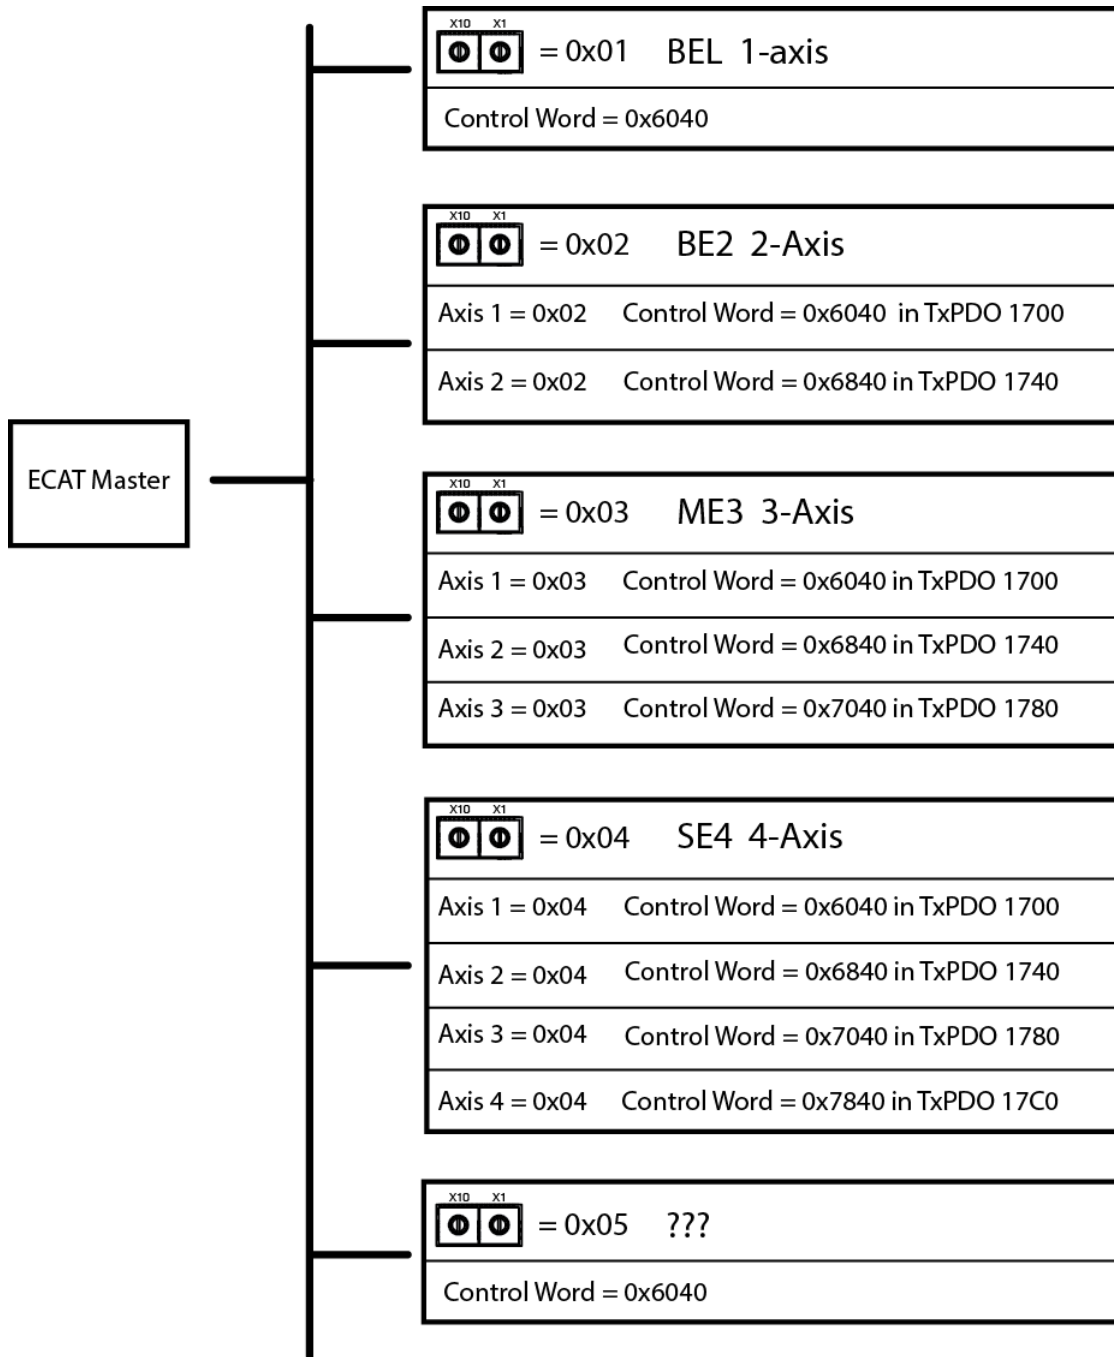 X10 X1
= 0x01 BEL 1-axis
Control Word = 0x6040
X10 X1
= 0x02 BE2 2-Axis
Axis 1 = 0x02 Control Word = 0x6040 in TxPDO 1700
Axis 2 = 0x02 Control Word = 0x6840 in TxPDO 1740
ECAT Master
X10 X1
= 0x03 ME3 3-Axis
Axis 1 = 0x03 Control Word = 0x6040 in TxPDO 1700
Axis 2 = 0x03 Control Word = 0x6840 in TxPDO 1740
Axis 3 = 0x03 Control Word = 0x7040 in TxPDO 1780
X10 X1
= 0x04 SE4 4-Axis
Axis 1 = 0x04 Control Word = 0x6040 in TxPDO 1700
Axis 2 = 0x04 Control Word = 0x6840 in TxPDO 1740
Axis 3 = 0x04 Control Word = 0x7040 in TxPDO 1780
Axis 4 = 0x04 Control Word = 0x7840 in TxPDO 17C0
X10 X1
= 0x05 ???
Control Word = 0x6040